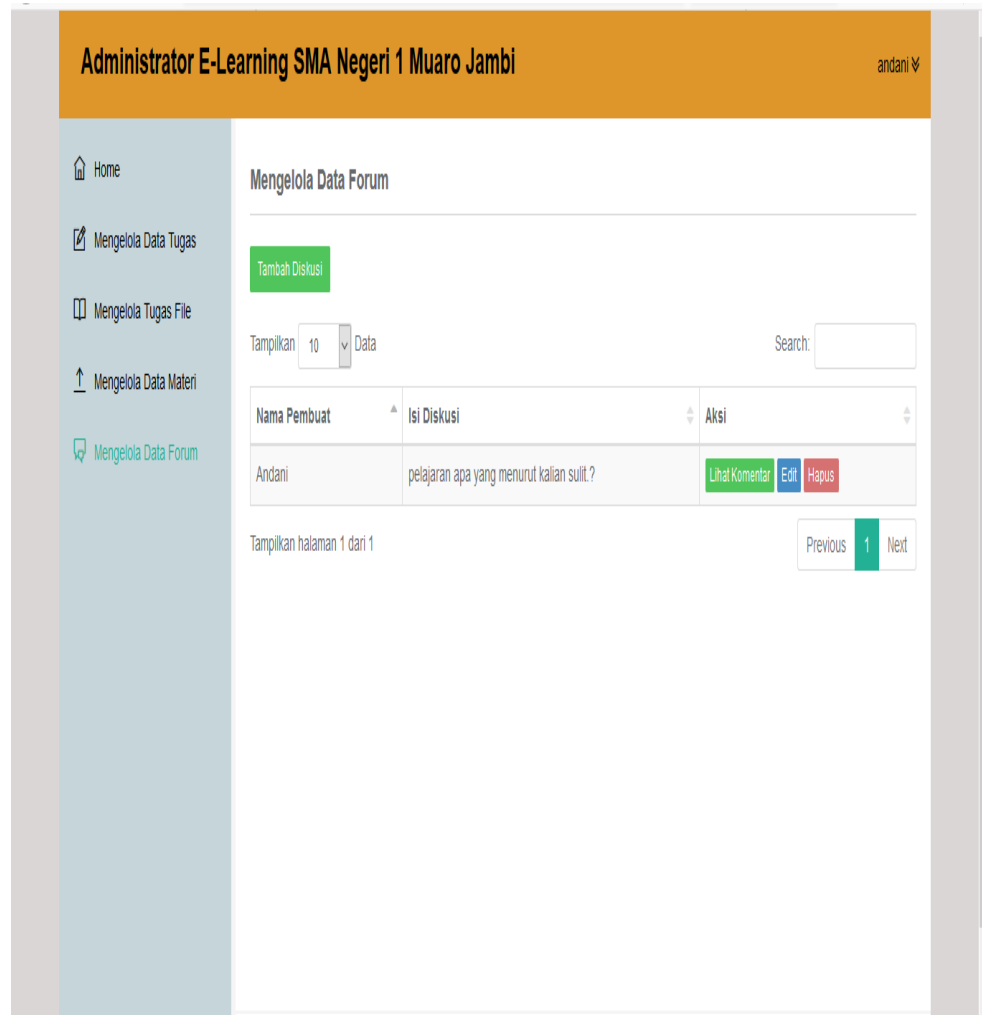 Administrator E-Learning SMA Negeri 1 Muaro Jambi
andani
Home
Mengelola Data Tugas
Mengelola Tugas File
Mengelola Data Materi
Mengelola Data Forum
Mengelola Data Forum
Tambah Diskusi
Tampilkan 10 Data
Search:
Nama Pembuat Isi Diskusi Aksi
Andani pelajaran apa yang menurut kalian sulit.? Lihat Komentar Edit Hapus
Tampilkan halaman 1 dari 1
Previous 1 Next